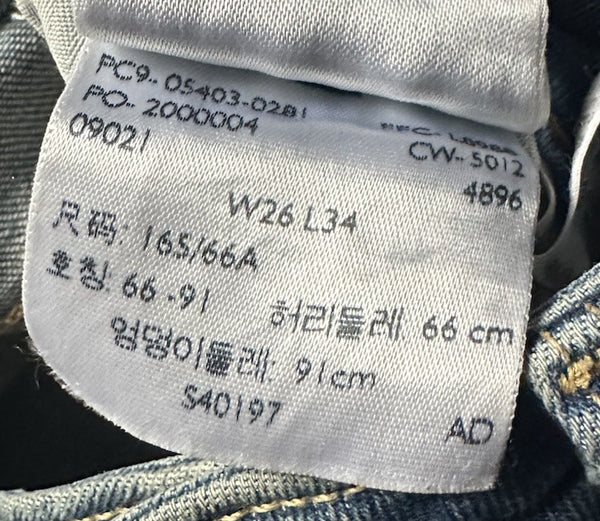 PC9-05403-0281
PO-2000004
09021
CW-5012
4896
W26 L34
尺码: 165/66A
호칭: 66-91
허리둘레: 66 cm
엉덩이둘레: 91cm
S40197
AD